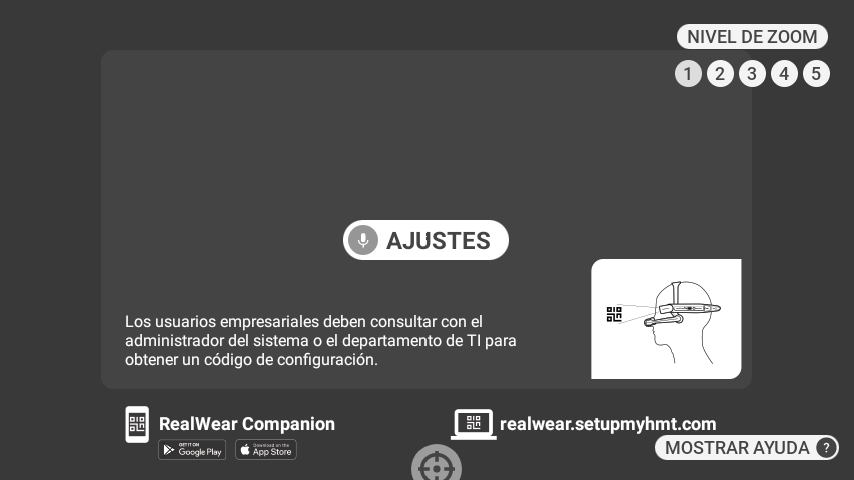 NIVEL DE ZOOM
1 2 3 4 5
AJUSTES
Los usuarios empresariales deben consultar con el
administrador del sistema o el departamento de TI para
obtener un código de configuración.
RealWear Companion
GET IT ON
Google Play
Download on the
App Store
realwear.setupmyhmt.com
MOSTRAR AYUDA ?